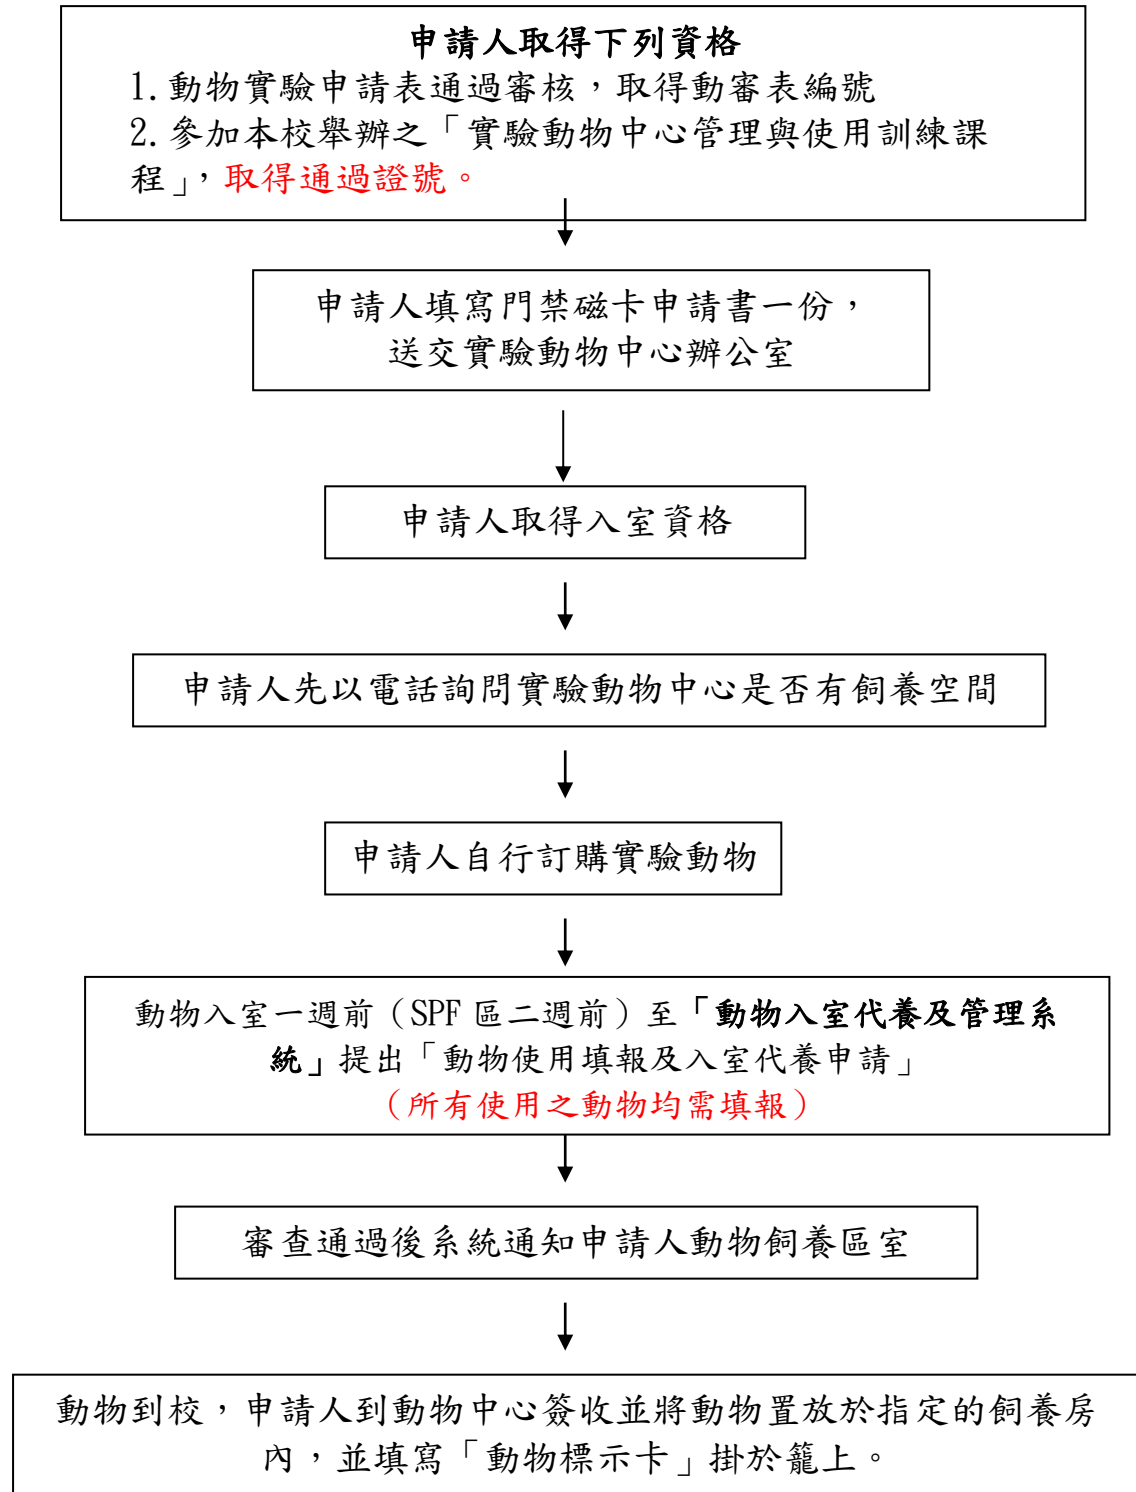 申請人取得下列資格
1. 動物實驗申請表通過審核，取得動審表編號
2. 參加本校舉辦之「實驗動物中心管理與使用訓練課
程」，取得通過證號。
申請人填寫門禁磁卡申請書一份，
送交實驗動物中心辦公室
申請人取得入室資格
申請人先以電話詢問實驗動物中心是否有飼養空間
申請人自行訂購實驗動物
動物入室一週前（SPF 區二週前）至「動物入室代養及管理系
統」提出「動物使用填報及入室代養申請」
（所有使用之動物均需填報）
審查通過後系統通知申請人動物飼養區室
動物到校，申請人到動物中心簽收並將動物置放於指定的飼養房
內，並填寫「動物標示卡」掛於籠上。